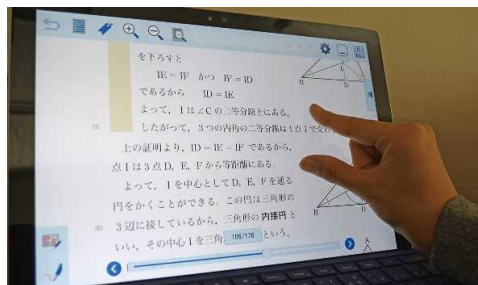 を下ろすと
IE＝IF かつ IF＝ID
であるから ID＝IE
よって，Iは∠Cの二等分線上にある。
15 したがって，3つの内角の二等分線は1点Iで交わ
上の証明より，ID＝IE＝IF であるから，
点Iは3点D，E，Fから等距離にある。
よって，Iを中心としてD，E，Fを通る
円をかくことができる。この円は三角形の
20 3辺に接しているから，三角形の内接円と
いい，その中心Iを三角
という。
106/178
B
D
B
D
A